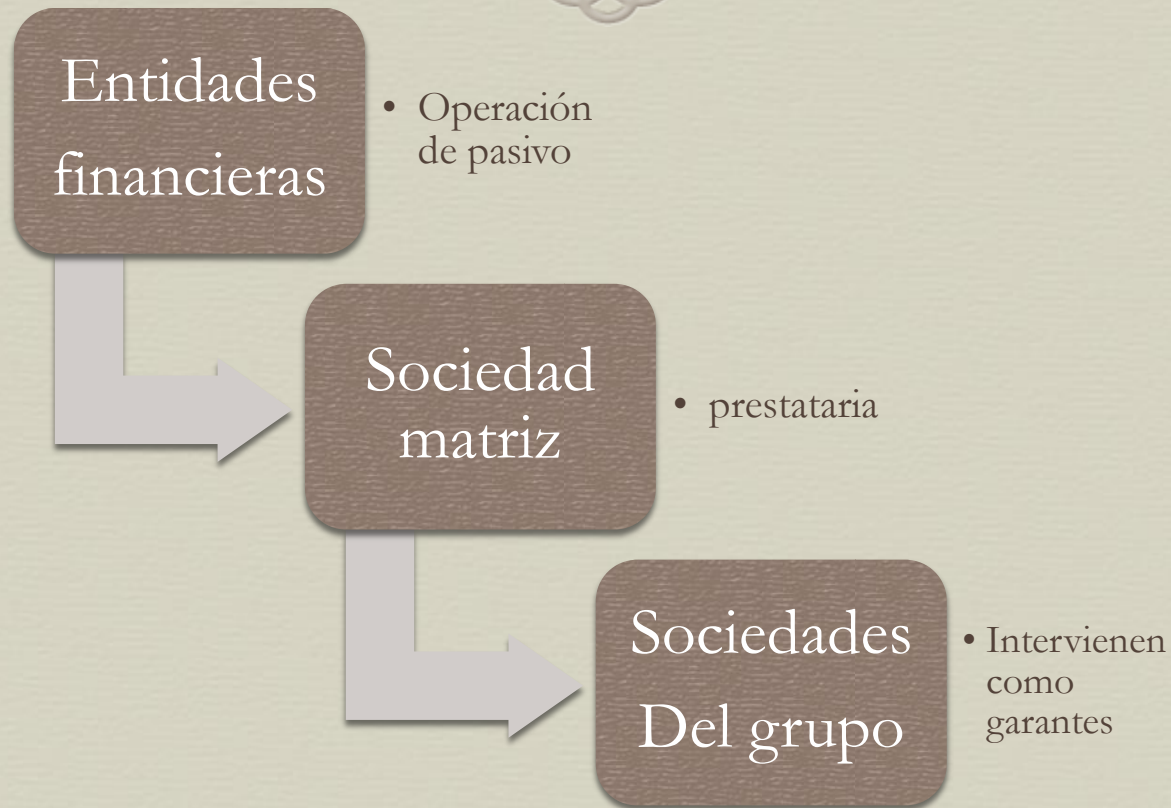 Entidades
financieras
• Operación
de pasivo
Sociedad
matriz
• prestataria
Sociedades
Del grupo
• Intervienen
como
garantes